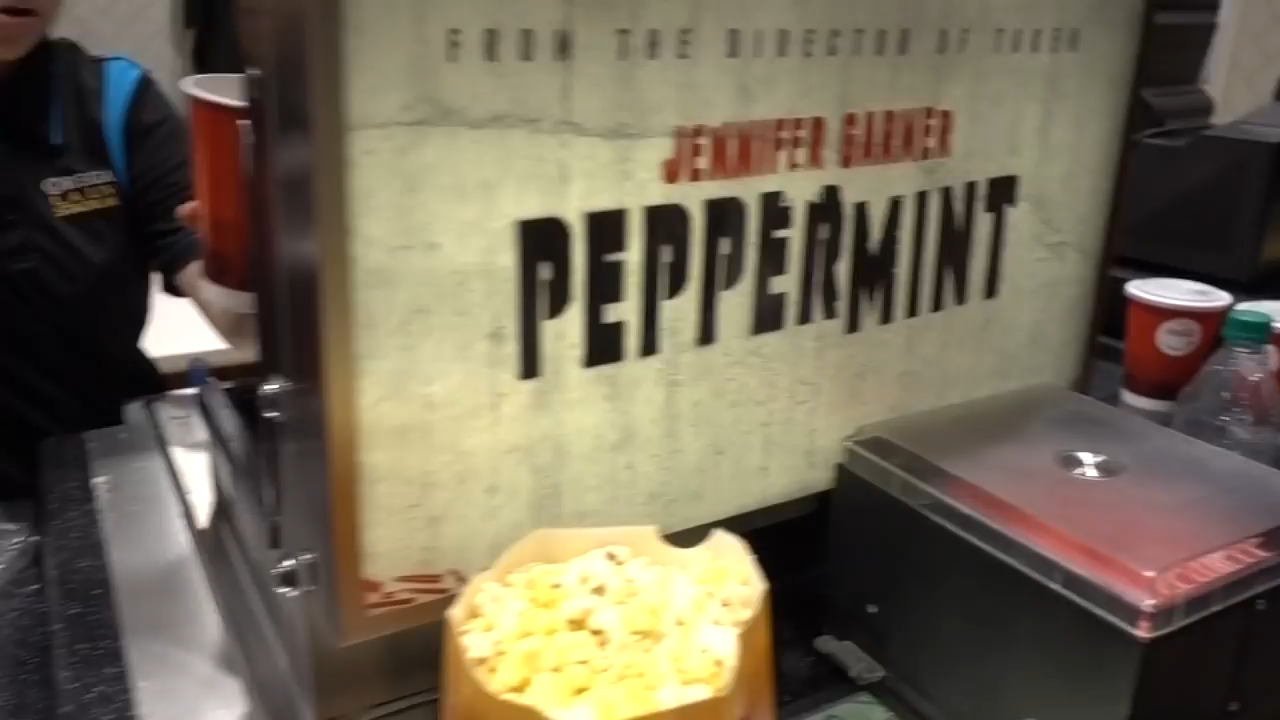 FROM THE DIRECTOR OF TAKEN
JENNIFER GARNER
PEPPERMINT